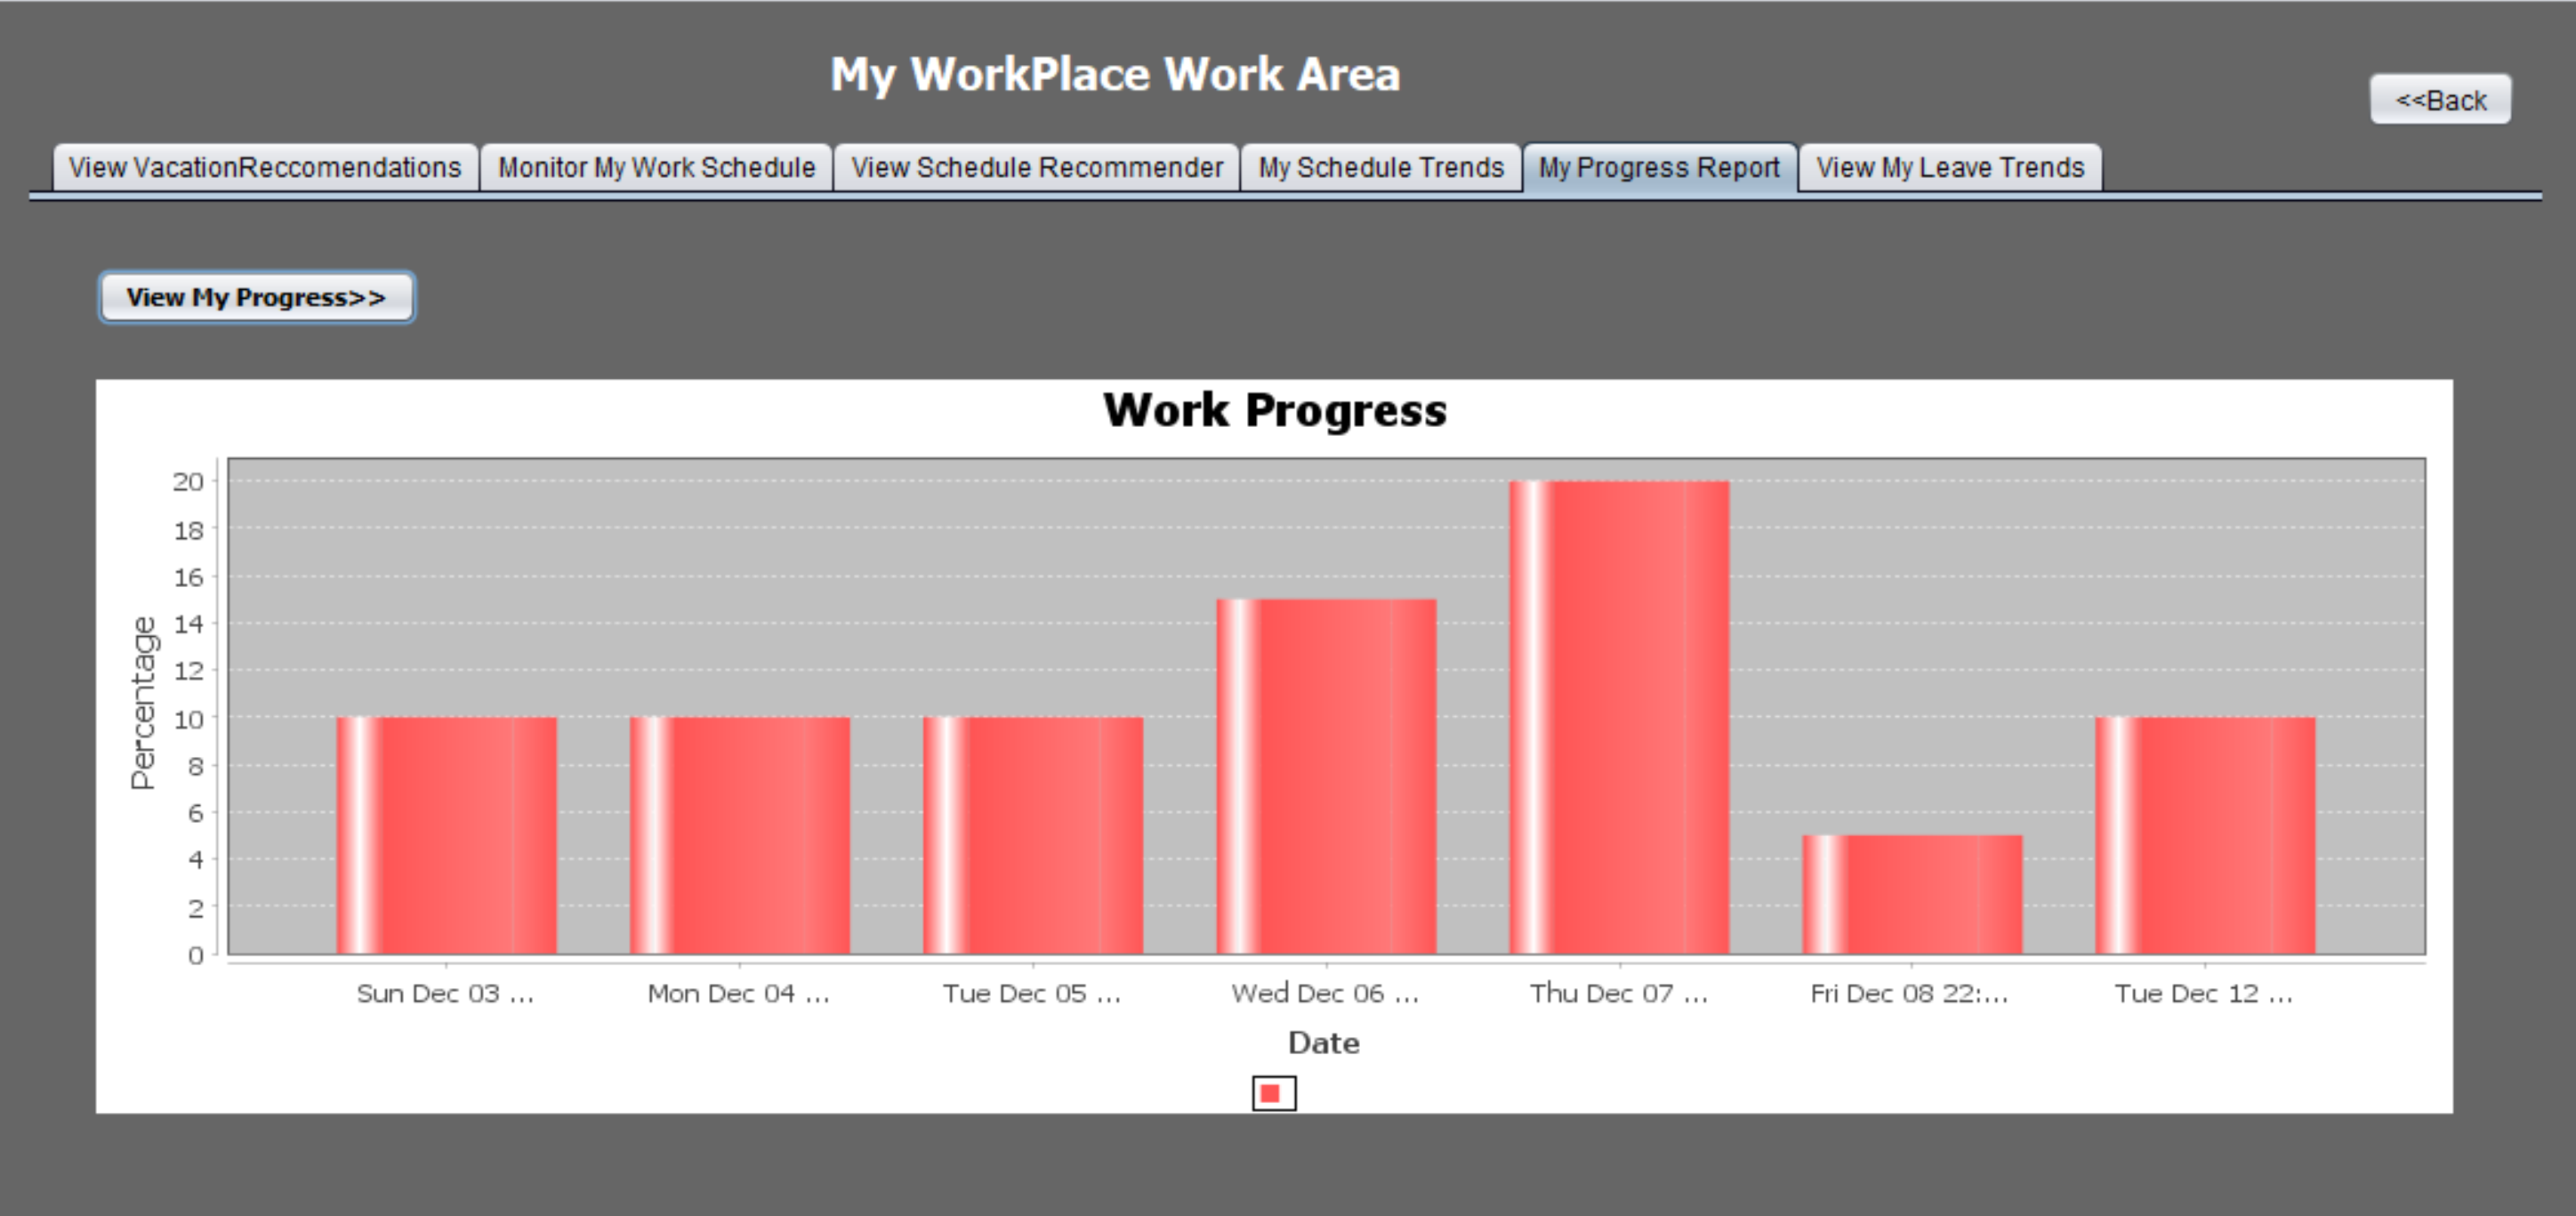 My WorkPlace Work Area
<<Back
View VacationReccomendations Monitor My Work Schedule View Schedule Recommender My Schedule Trends My Progress Report View My Leave Trends
View My Progress>>
Work Progress
20
18
16
14
12
10
8
6
4
2
0
Percentage
Sun Dec 03 ... Mon Dec 04 ... Tue Dec 05 ... Wed Dec 06 ... Thu Dec 07 ... Fri Dec 08 22:... Tue Dec 12 ...
Date